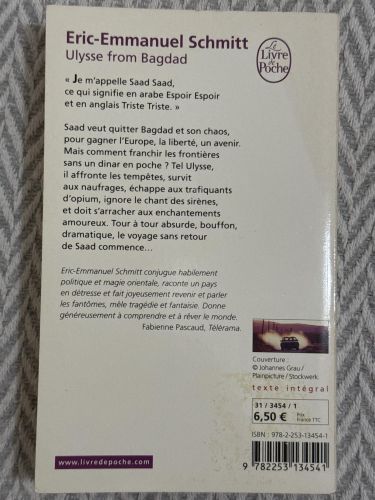 Eric-Emmanuel Schmitt
Ulysse from Bagdad
Le
Livre
de
Poche
« Je m'appelle Saad Saad,
ce qui signifie en arabe Espoir Espoir
et en anglais Triste Triste. »
Saad veut quitter Bagdad et son chaos,
pour gagner l'Europe, la liberté, un avenir.
Mais comment franchir les frontières
sans un dinar en poche ? Tel Ulysse,
il affronte les tempêtes, survit
aux naufrages, échappe aux trafiquants
d'opium, ignore le chant des sirènes,
et doit s'arracher aux enchantements
amoureux. Tour à tour absurde, bouffon,
dramatique, le voyage sans retour
de Saad commence...
Eric-Emmanuel Schmitt conjugue habilement
politique et magie orientale, raconte un pays
en détresse et fait joyeusement revenir et parler
les fantômes, mêle tragédie et fantaisie. Donne
généreusement à comprendre et à rêver le monde.
Fabienne Pascaud, Télérama.
Couverture :
© Johannes Grau /
Plainpicture / Stockwerk.
texte intégral
31 / 3454 / 1
6,50 €
Prix
France TTC
ISBN : 978-2-253-13454-1
9 782253 134541
www.livredepoche.com